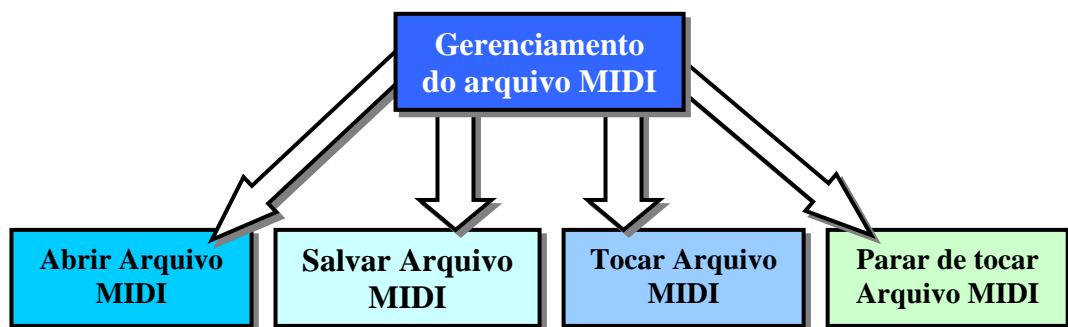 Gerenciamento
do arquivo MIDI
Abrir Arquivo
MIDI
Salvar Arquivo
MIDI
Tocar Arquivo
MIDI
Parar de tocar
Arquivo MIDI